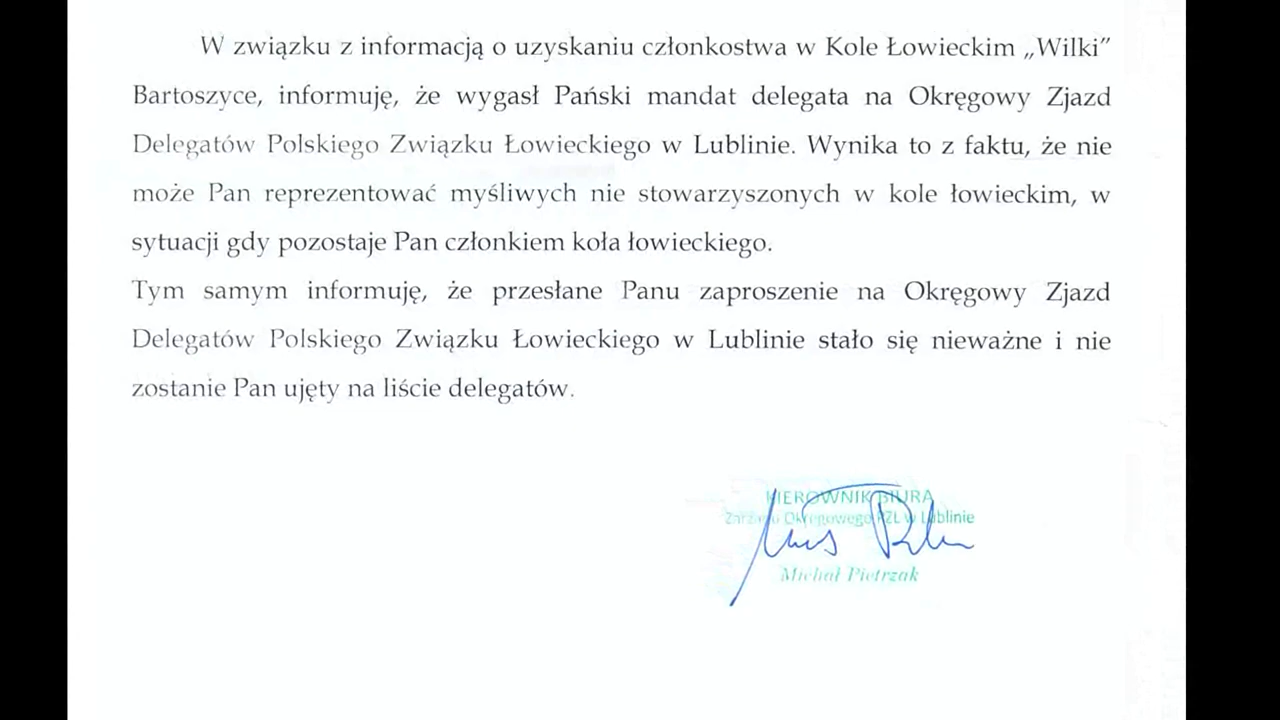 W związku z informacją o uzyskaniu członkostwa w Kole Łowieckim „Wilki”
Bartoszyce, informuję, że wygasł Pański mandat delegata na Okręgowy Zjazd
Delegatów Polskiego Związku Łowieckiego w Lublinie. Wynika to z faktu, że nie
może Pan reprezentować myśliwych nie stowarzyszonych w kole łowieckim, w
sytuacji gdy pozostaje Pan członkiem koła łowieckiego.
Tym samym informuję, że przesłane Panu zaproszenie na Okręgowy Zjazd
Delegatów Polskiego Związku Łowieckiego w Lublinie stało się nieważne i nie
zostanie Pan ujęty na liście delegatów.
KIEROWNIK BIURA
Zarządu Okręgowego PZŁ w Lublinie
Michał Pietrzak